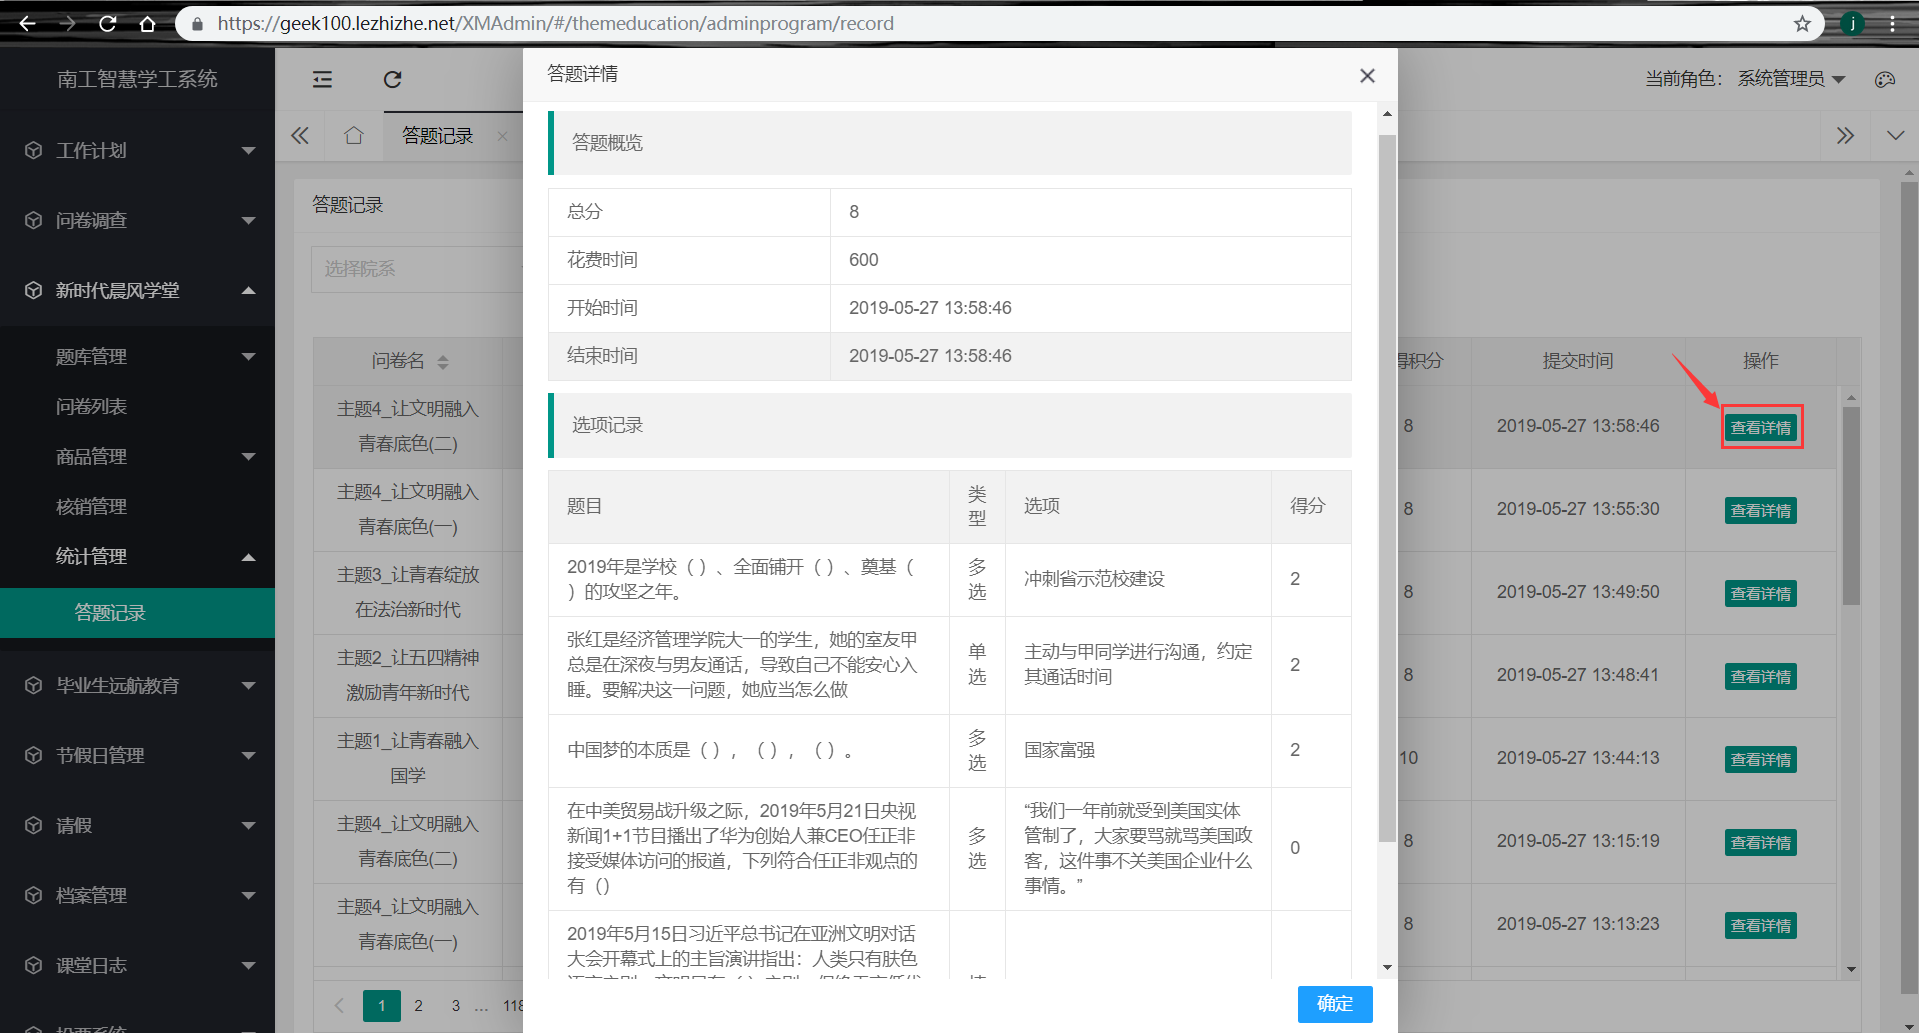 https://geek100.lezhizhe.net/XMAdmin/#/themeducation/adminprogram/record
j
南工智慧学工系统
当前角色：
系统管理员
工作计划
问卷调查
新时代晨风学堂
题库管理
问卷列表
商品管理
核销管理
统计管理
答题记录
毕业生远航教育
节假日管理
请假
档案管理
课堂日志
答题记录
答题记录
选择院系
问卷名
主题4_让文明融入
青春底色(二)
主题4_让文明融入
青春底色(一)
主题3_让青春绽放
在法治新时代
主题2_让五四精神
激励青年新时代
主题1_让青春融入
国学
主题4_让文明融入
青春底色(二)
主题4_让文明融入
青春底色(一)
1
2
3
...
118
答题详情
答题概览
总分
8
花费时间
600
开始时间
2019-05-27 13:58:46
结束时间
2019-05-27 13:58:46
选项记录
题目
类
型
选项
得分
2019年是学校（）、全面铺开（）、奠基（
）的攻坚之年。
多
选
冲刺省示范校建设
2
张红是经济管理学院大一的学生，她的室友甲
总是在深夜与男友通话，导致自己不能安心入
睡。要解决这一问题，她应当怎么做
单
选
主动与甲同学进行沟通，约定
其通话时间
2
中国梦的本质是（），（），（）。
多
选
国家富强
2
在中美贸易战升级之际，2019年5月21日央视
新闻1+1节目播出了华为创始人兼CEO任正非
接受媒体访问的报道，下列符合任正非观点的
有（）
多
选
“我们一年前就受到美国实体
管制了，大家要骂就骂美国政
客，这件事不关美国企业什么
事情。”
0
2019年5月15日习近平总书记在亚洲文明对话
大会开幕式上的主旨演讲指出：人类只有肤色
确定
积分
提交时间
操作
8
2019-05-27 13:58:46
查看详情
8
2019-05-27 13:55:30
查看详情
8
2019-05-27 13:49:50
查看详情
8
2019-05-27 13:48:41
查看详情
10
2019-05-27 13:44:13
查看详情
8
2019-05-27 13:15:19
查看详情
8
2019-05-27 13:13:23
查看详情